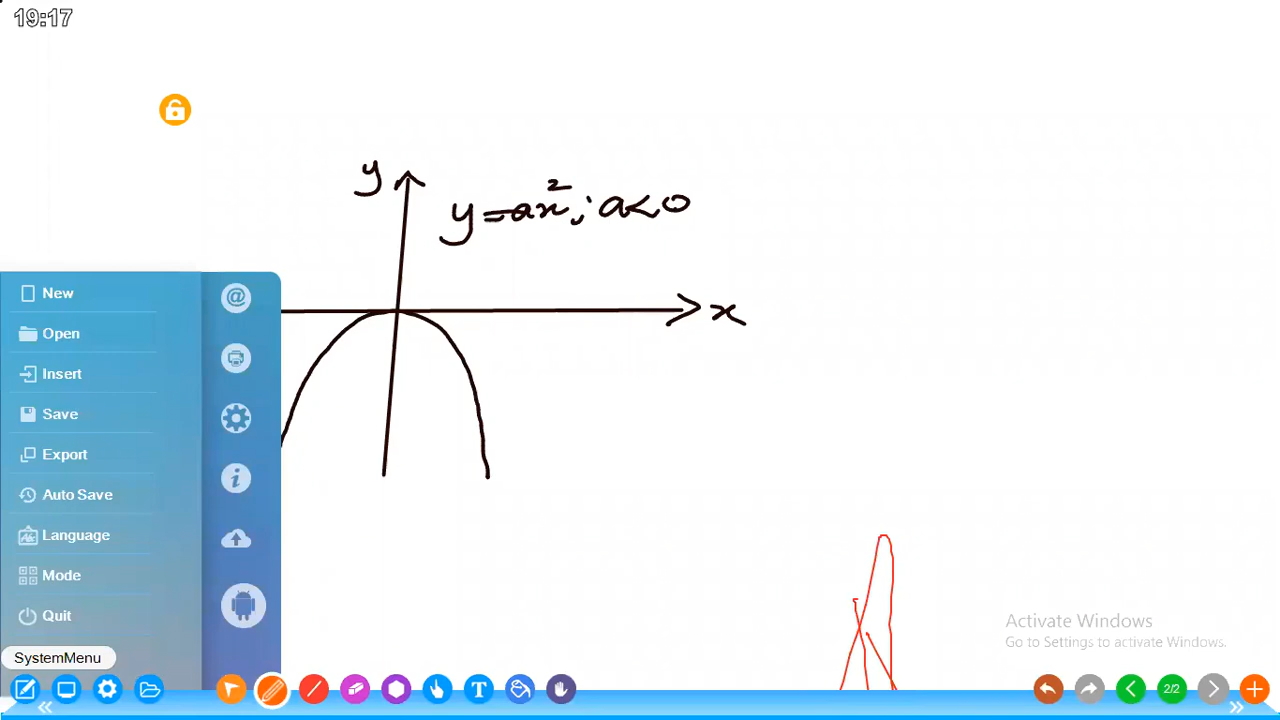 19:17
y
y=ax²; a<0
x
New
Open
Insert
Save
Export
Auto Save
Language
Mode
Quit
SystemMenu
Activate Windows
Go to Settings to activate Windows.
T
2/2